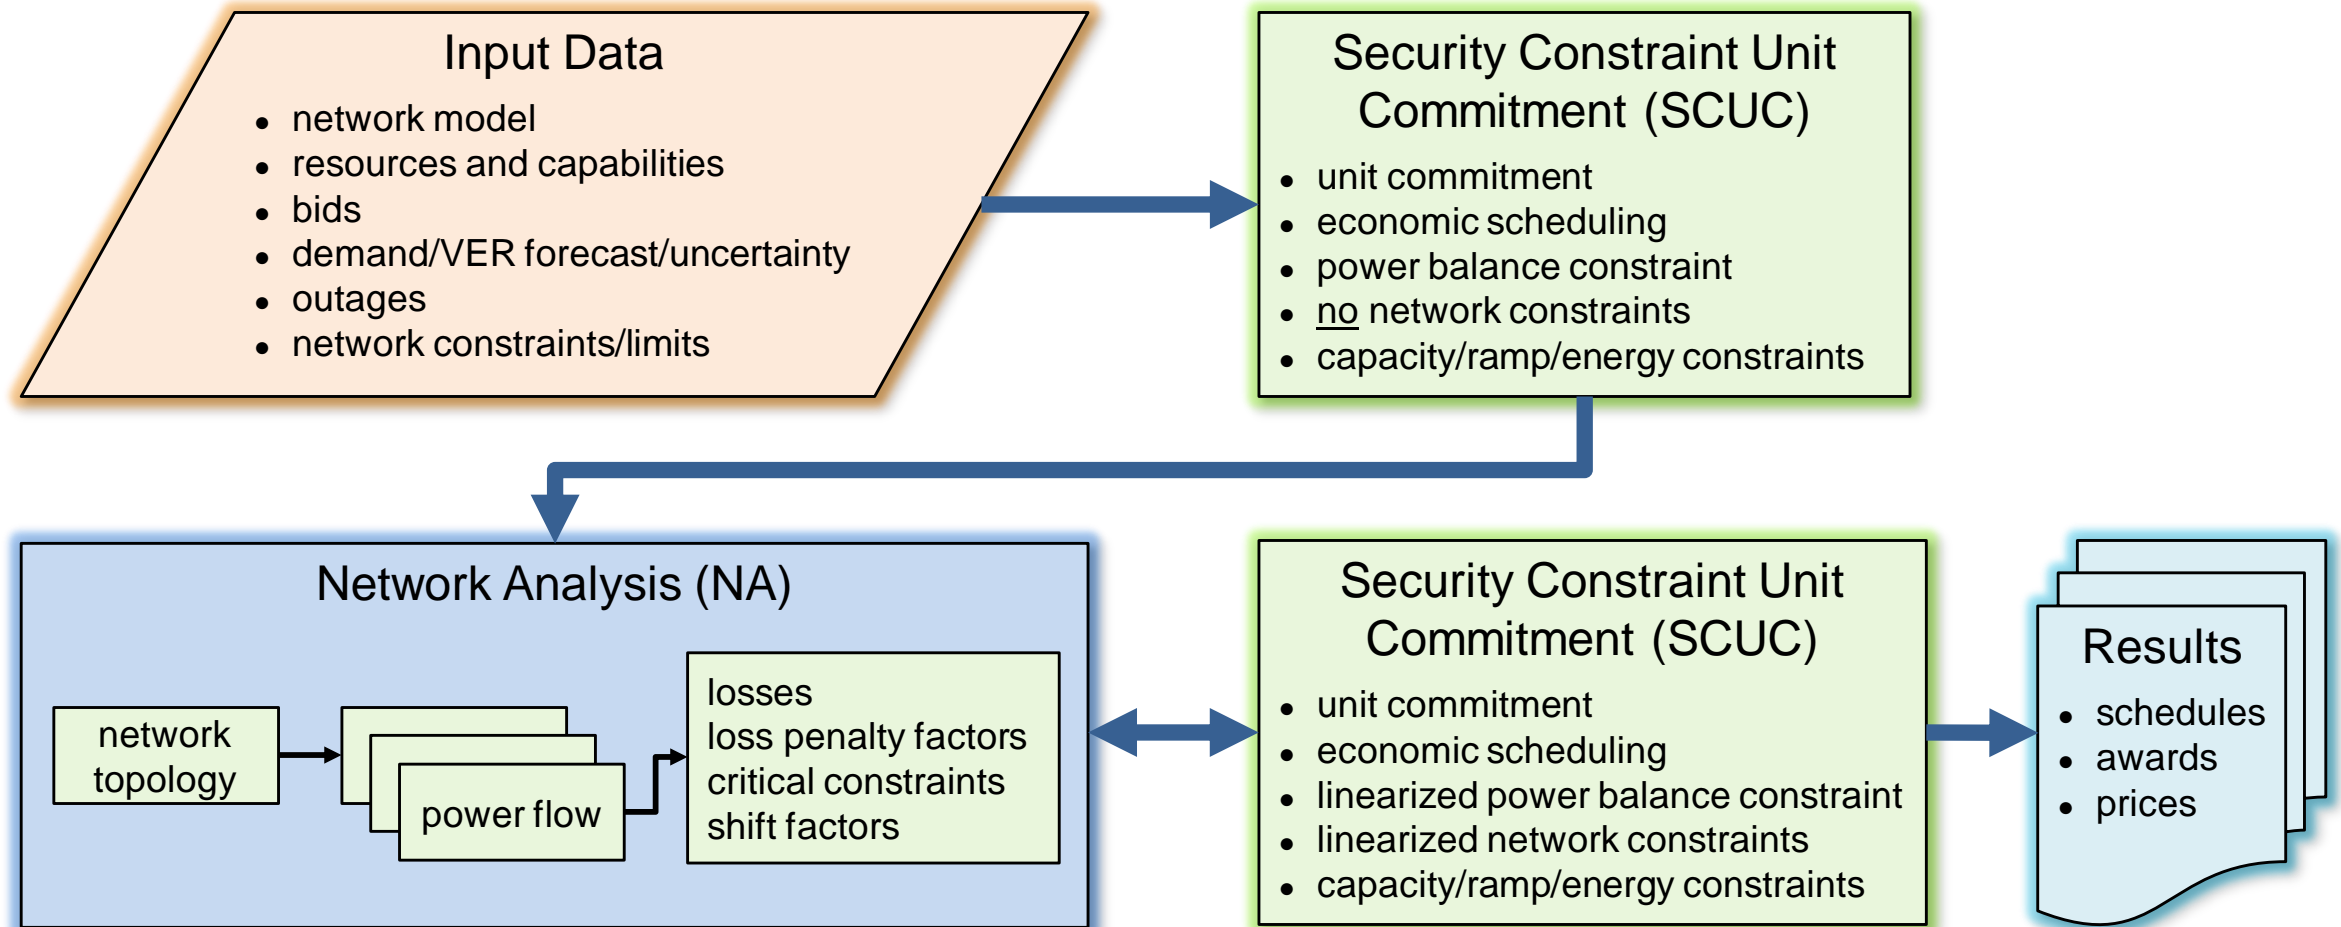 Input Data
• network model
• resources and capabilities
• bids
• demand/VER forecast/uncertainty
• outages
• network constraints/limits
Security Constraint Unit
Commitment (SCUC)
• unit commitment
• economic scheduling
• power balance constraint
• no network constraints
• capacity/ramp/energy constraints
Network Analysis (NA)
network
topology
power flow
losses
loss penalty factors
critical constraints
shift factors
Security Constraint Unit
Commitment (SCUC)
• unit commitment
• economic scheduling
• linearized power balance constraint
• linearized network constraints
• capacity/ramp/energy constraints
Results
• schedules
• awards
• prices